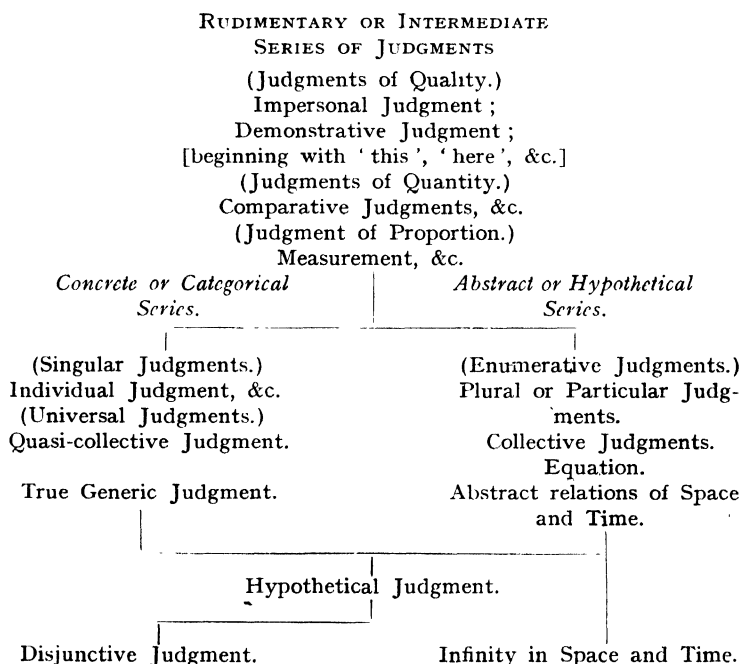 RUDIMENTARY OR INTERMEDIATE
SERIES OF JUDGMENTS
(Judgments of Quality.)
Impersonal Judgment ;
Demonstrative Judgment ;
[beginning with ‘ this ’, ‘ here ’, &c.]
(Judgments of Quantity.)
Comparative Judgments, &c.
(Judgment of Proportion.)
Measurement, &c.
Concrete or Categorical
Series.
Abstract or Hypothetical
Series.
(Singular Judgments.)
Individual Judgment, &c.
(Universal Judgments.)
Quasi-collective Judgment.
True Generic Judgment.
(Enumerative Judgments.)
Plural or Particular Judg-
ments.
Collective Judgments.
Equation.
Abstract relations of Space
and Time.
Hypothetical Judgment.
Disjunctive Judgment.
Infinity in Space and Time.